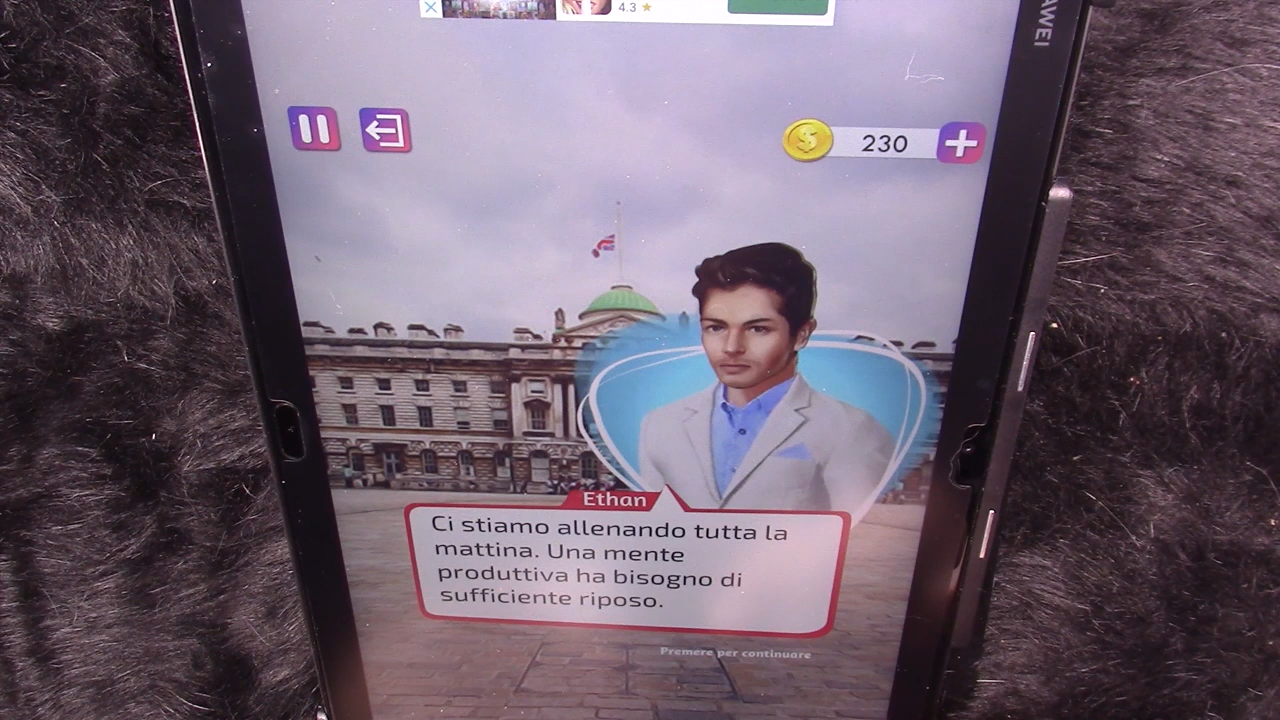 4.3
AWEI
230
Ethan
Ci stiamo allenando tutta la
mattina. Una mente
produttiva ha bisogno di
sufficiente riposo.
Premere per continuare